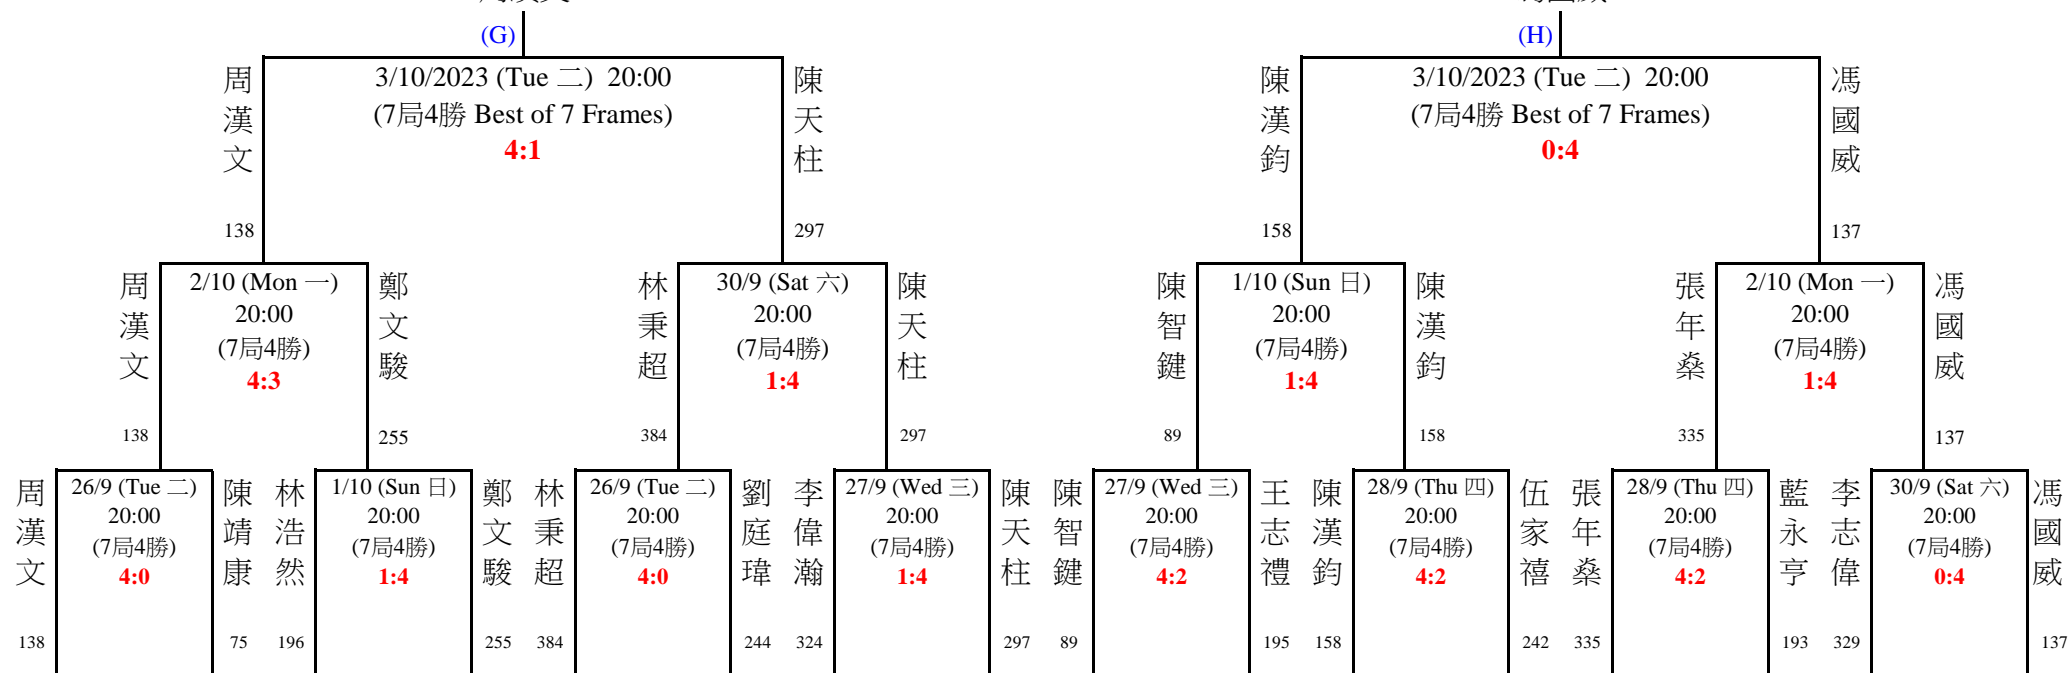 (G)
(H)
周漢文
3/10/2023 (Tue 二) 20:00
(7局4勝 Best of 7 Frames)
4:1
陳天柱
陳漢鈞
3/10/2023 (Tue 二) 20:00
(7局4勝 Best of 7 Frames)
0:4
馮國威
138
297
158
137
周漢文
2/10 (Mon 一)
20:00
(7局4勝)
4:3
鄭文駿
林秉超
30/9 (Sat 六)
20:00
(7局4勝)
1:4
陳天柱
陳智鍵
1/10 (Sun 日)
20:00
(7局4勝)
1:4
陳漢鈞
張年燊
2/10 (Mon 一)
20:00
(7局4勝)
1:4
馮國威
138
255
384
297
89
158
335
137
周漢文
26/9 (Tue 二)
20:00
(7局4勝)
4:0
陳靖康
林浩然
1/10 (Sun 日)
20:00
(7局4勝)
1:4
鄭文駿
林秉超
26/9 (Tue 二)
20:00
(7局4勝)
4:0
劉庭瑋
李偉瀚
27/9 (Wed 三)
20:00
(7局4勝)
1:4
陳天柱
陳智鍵
27/9 (Wed 三)
20:00
(7局4勝)
4:2
王志禮
陳漢鈞
28/9 (Thu 四)
20:00
(7局4勝)
4:2
伍家禧
張年燊
28/9 (Thu 四)
20:00
(7局4勝)
4:2
藍永亨
李志偉
30/9 (Sat 六)
20:00
(7局4勝)
0:4
馮國威
138
75
196
255
384
244
324
297
89
195
158
242
335
193
329
137